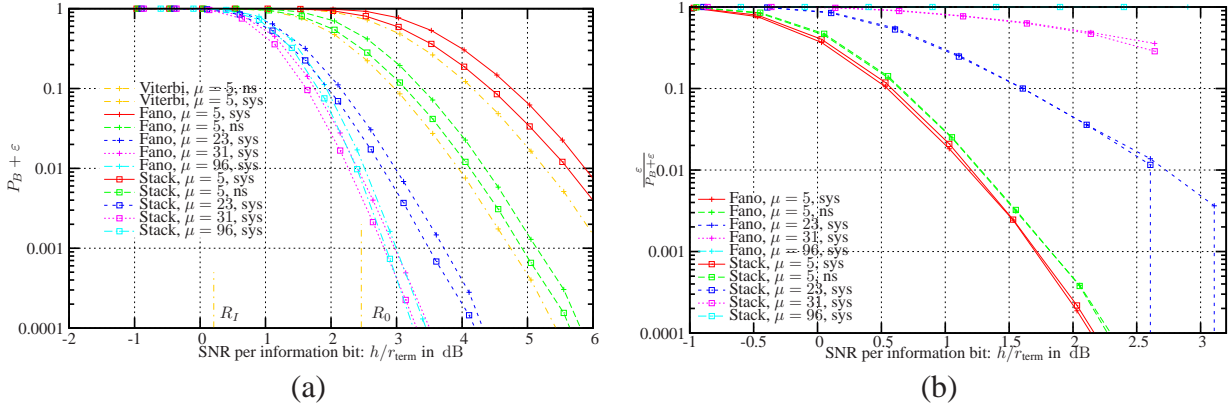 1
0.1
0.01
0.001
0.0001
P_B + ε
Viterbi, μ = 5, ns
Viterbi, μ = 5, sys
Fano, μ = 5, sys
Fano, μ = 5, ns
Fano, μ = 23, sys
Fano, μ = 31, sys
Fano, μ = 96, sys
Stack, μ = 5, sys
Stack, μ = 5, ns
Stack, μ = 23, sys
Stack, μ = 31, sys
Stack, μ = 96, sys
R_I
R_0
-2 -1 0 1 2 3 4 5 6
SNR per information bit: h/r_term in dB
(a)
1
0.1
0.01
0.001
0.0001
ε/(P_B+ε)
Fano, μ = 5, sys
Fano, μ = 5, ns
Fano, μ = 23, sys
Fano, μ = 31, sys
Fano, μ = 96, sys
Stack, μ = 5, sys
Stack, μ = 5, ns
Stack, μ = 23, sys
Stack, μ = 31, sys
Stack, μ = 96, sys
-1 -0.5 0 0.5 1 1.5 2 2.5 3
SNR per information bit: h/r_term in dB
(b)